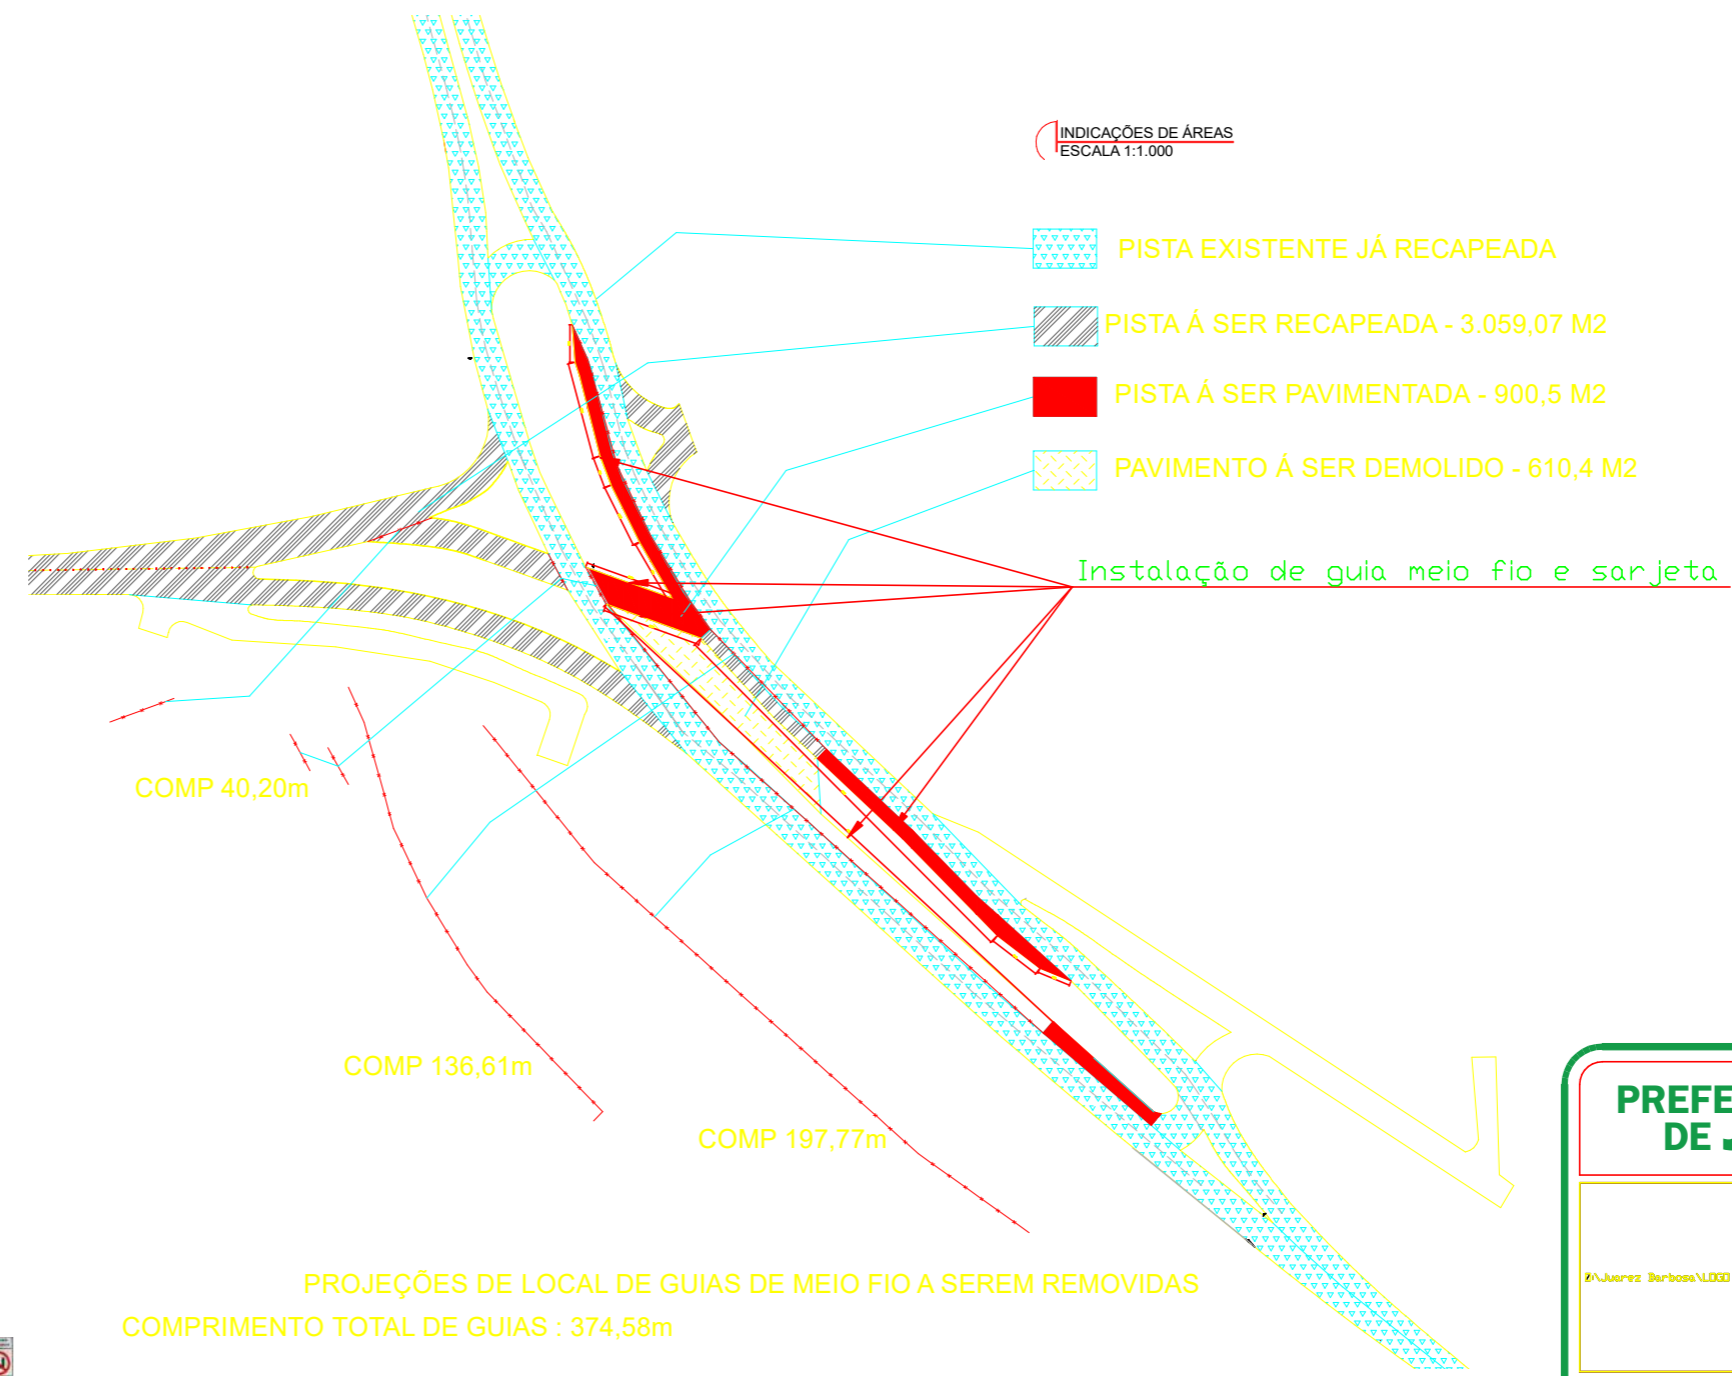 INDICAÇÕES DE ÁREAS
ESCALA 1:1.000
PISTA EXISTENTE JÁ RECAPEADA
PISTA Á SER RECAPEADA - 3.059,07 M2
PISTA Á SER PAVIMENTADA - 900,5 M2
PAVIMENTO Á SER DEMOLIDO - 610,4 M2
Instalação de guia meio fio e sarjeta
COMP 40,20m
COMP 136,61m
COMP 197,77m
PREFE
DE J
D:\Juarez Barbosa\LOGO
PROJEÇÕES DE LOCAL DE GUIAS DE MEIO FIO A SEREM REMOVIDAS
COMPRIMENTO TOTAL DE GUIAS : 374,58m